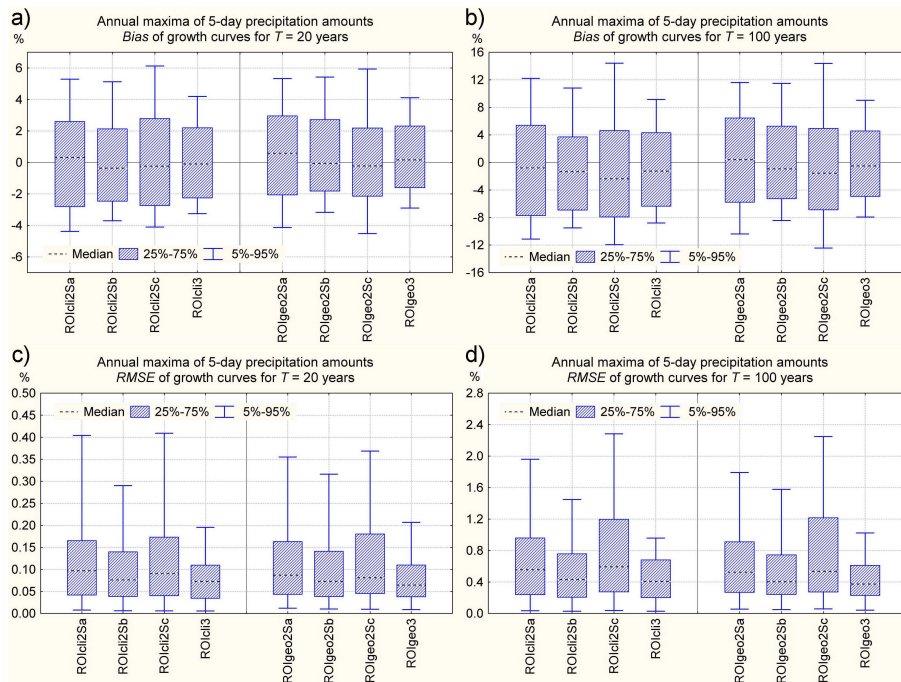 a)
Annual maxima of 5-day precipitation amounts
Bias of growth curves for T = 20 years
%
6
4
2
0
-2
-4
-6
Median 25%-75% 5%-95%
ROIcli2Sa
ROIcli2Sb
ROIcli2Sc
ROIcli3
ROIgeo2Sa
ROIgeo2Sb
ROIgeo2Sc
ROIgeo3
b)
Annual maxima of 5-day precipitation amounts
Bias of growth curves for T = 100 years
%
16
12
8
4
0
-4
-8
-12
-16
Median 25%-75% 5%-95%
ROIcli2Sa
ROIcli2Sb
ROIcli2Sc
ROIcli3
ROIgeo2Sa
ROIgeo2Sb
ROIgeo2Sc
ROIgeo3
c)
Annual maxima of 5-day precipitation amounts
RMSE of growth curves for T = 20 years
%
0.50
0.45
0.40
0.35
0.30
0.25
0.20
0.15
0.10
0.05
0.00
Median 25%-75% 5%-95%
ROIcli2Sa
ROIcli2Sb
ROIcli2Sc
ROIcli3
ROIgeo2Sa
ROIgeo2Sb
ROIgeo2Sc
ROIgeo3
d)
Annual maxima of 5-day precipitation amounts
RMSE of growth curves for T = 100 years
%
2.8
2.4
2.0
1.6
1.2
0.8
0.4
0.0
Median 25%-75% 5%-95%
ROIcli2Sa
ROIcli2Sb
ROIcli2Sc
ROIcli3
ROIgeo2Sa
ROIgeo2Sb
ROIgeo2Sc
ROIgeo3